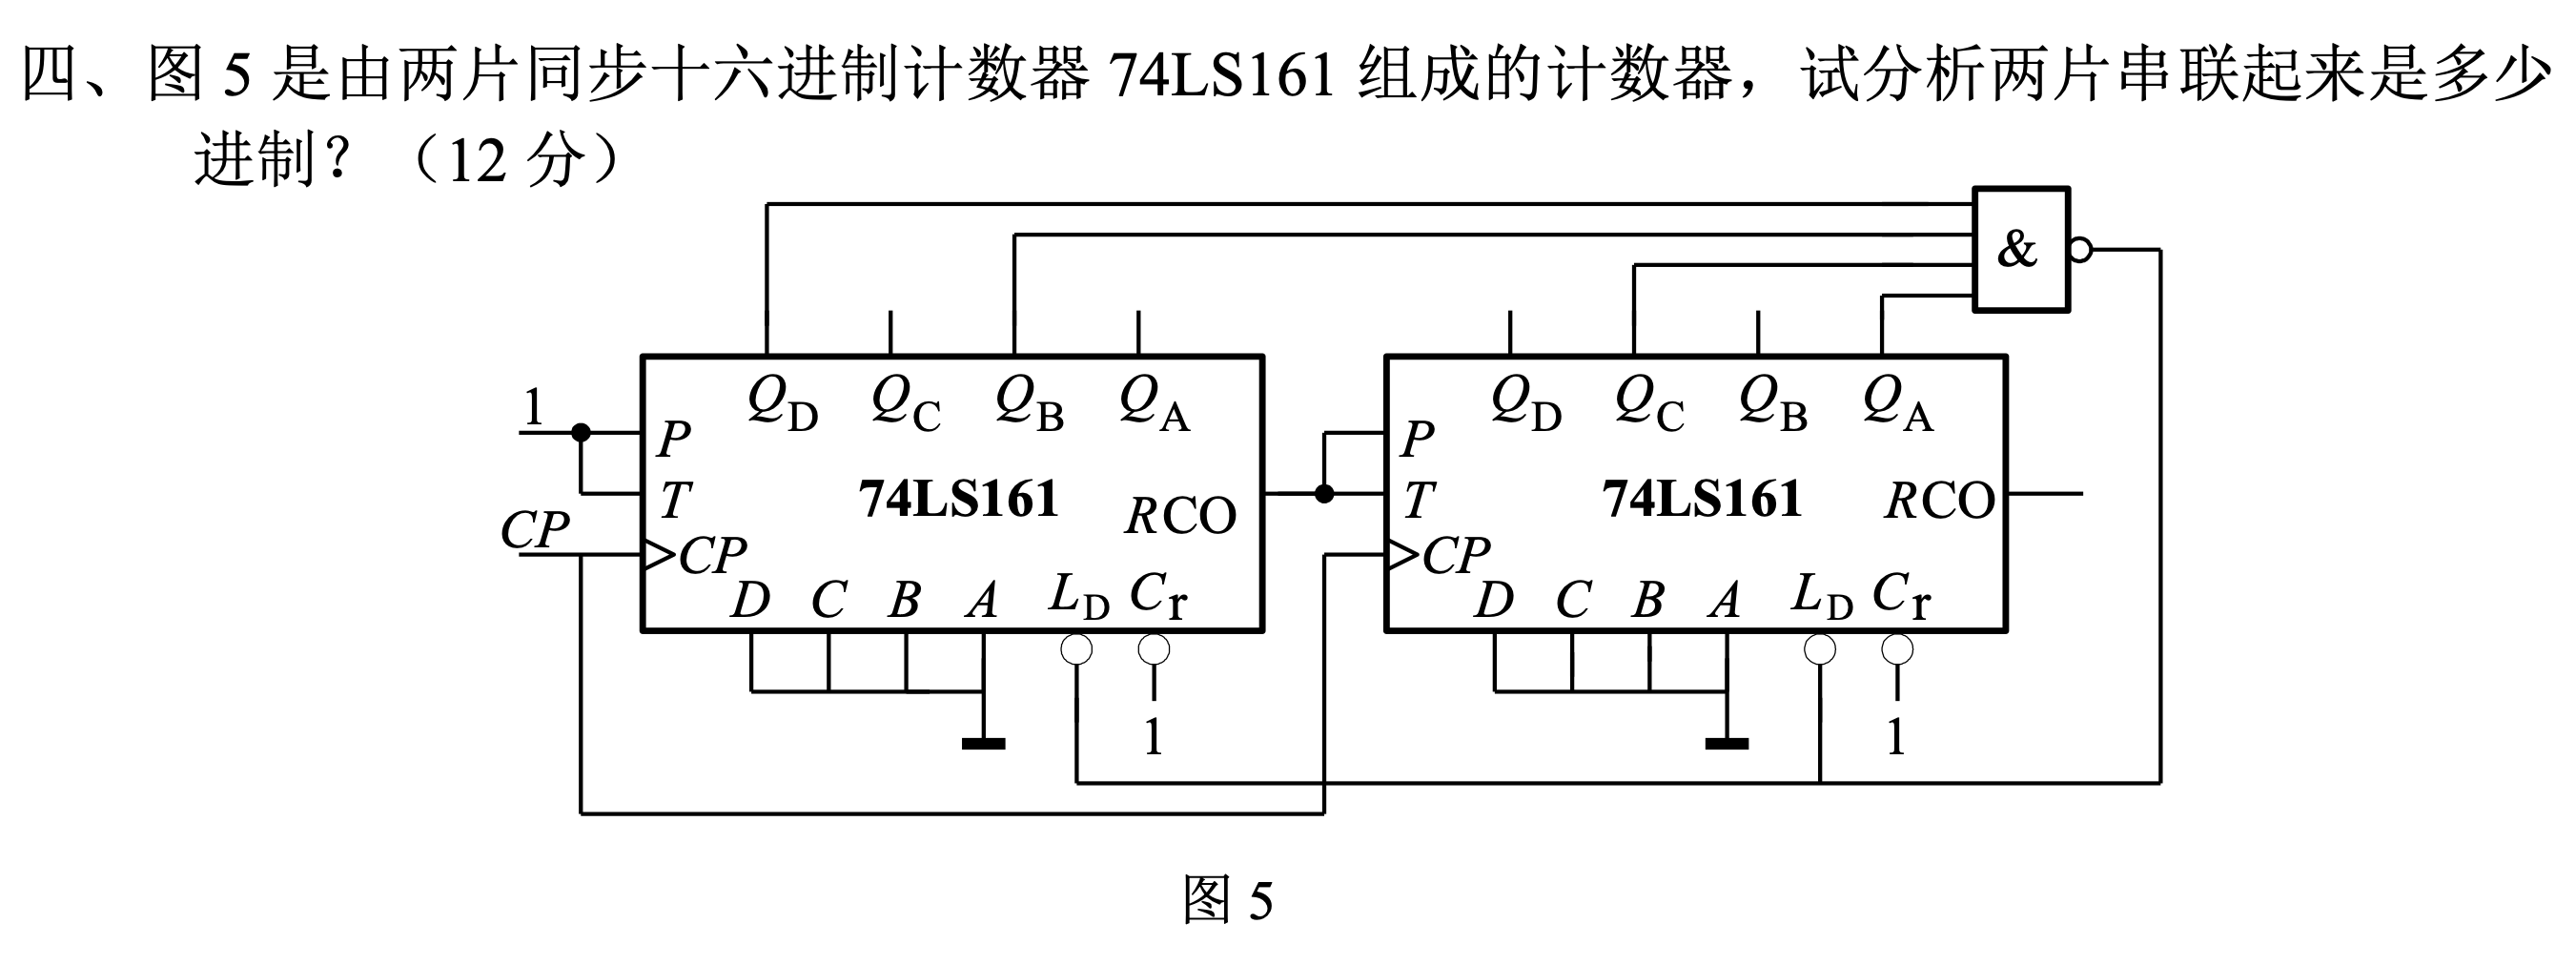 四、图 5 是由两片同步十六进制计数器 74LS161 组成的计数器，试分析两片串联起来是多少
进制？（12 分）
&
Q_D Q_C Q_B Q_A Q_D Q_C Q_B Q_A
1 P P
T 74LS161 RCO T 74LS161 RCO
CP CP CP
D C B A L_D C_r D C B A L_D C_r
1 1
图 5